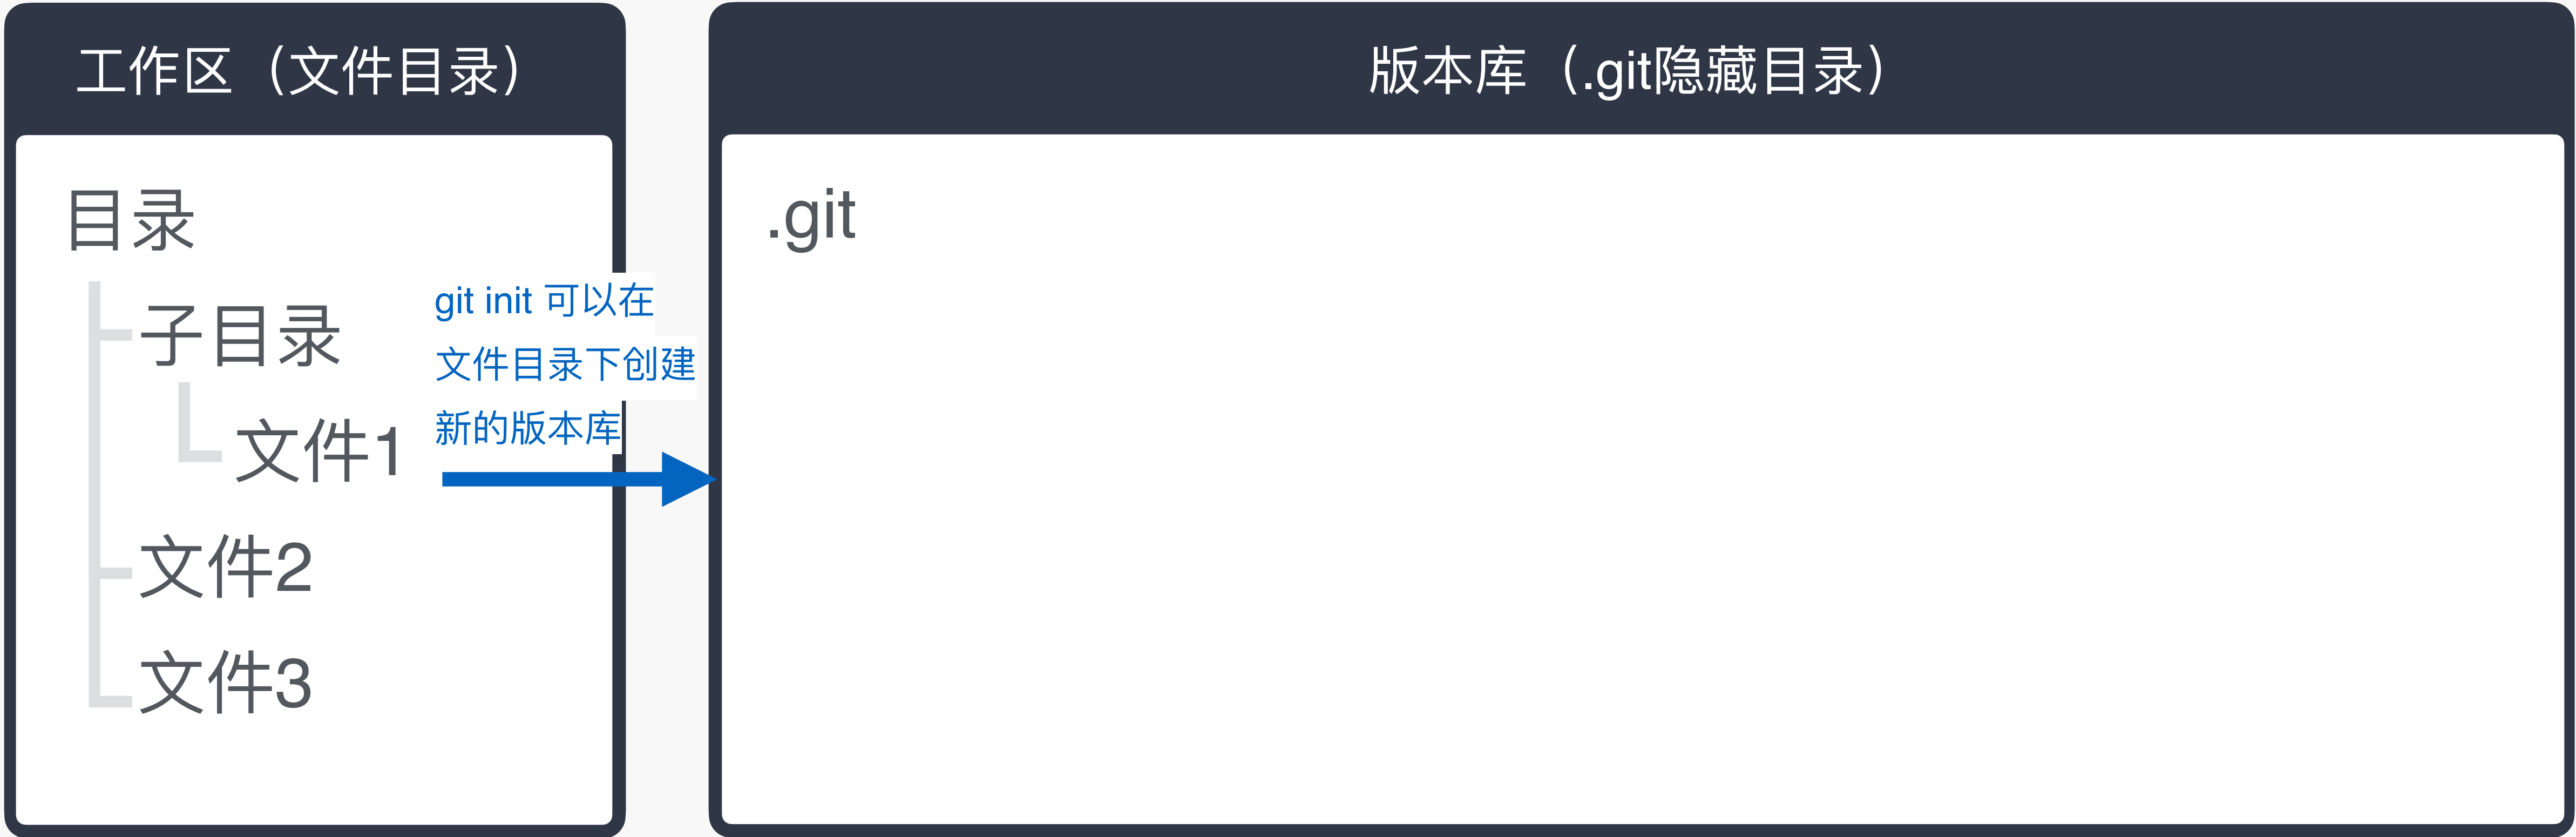 工作区（文件目录）
目录
子目录
文件1
文件2
文件3
git init 可以在
文件目录下创建
新的版本库
版本库（.git隐藏目录）
.git